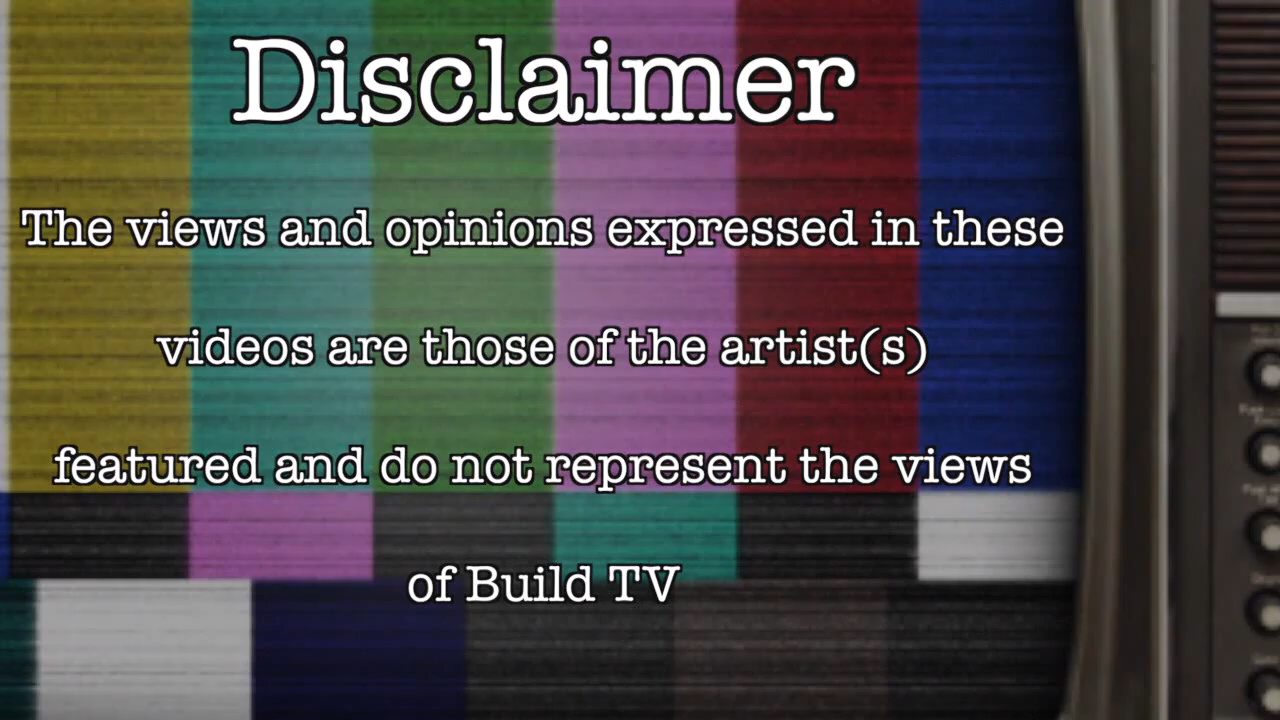 Disclaimer
The views and opinions expressed in these
videos are those of the artist(s)
featured and do not represent the views
of Build TV